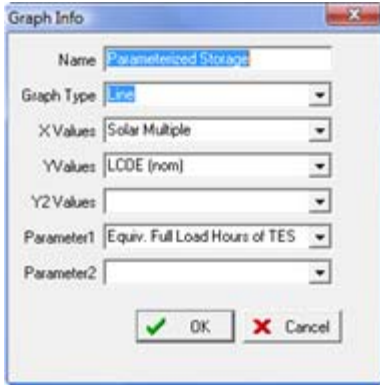 Graph Info
Name Parameterized Storage
Graph Type Line
X Values Solar Multiple
YValues LCOE (nom)
Y2 Values
Parameter1 Equiv. Full Load Hours of TES
Parameter2
OK Cancel